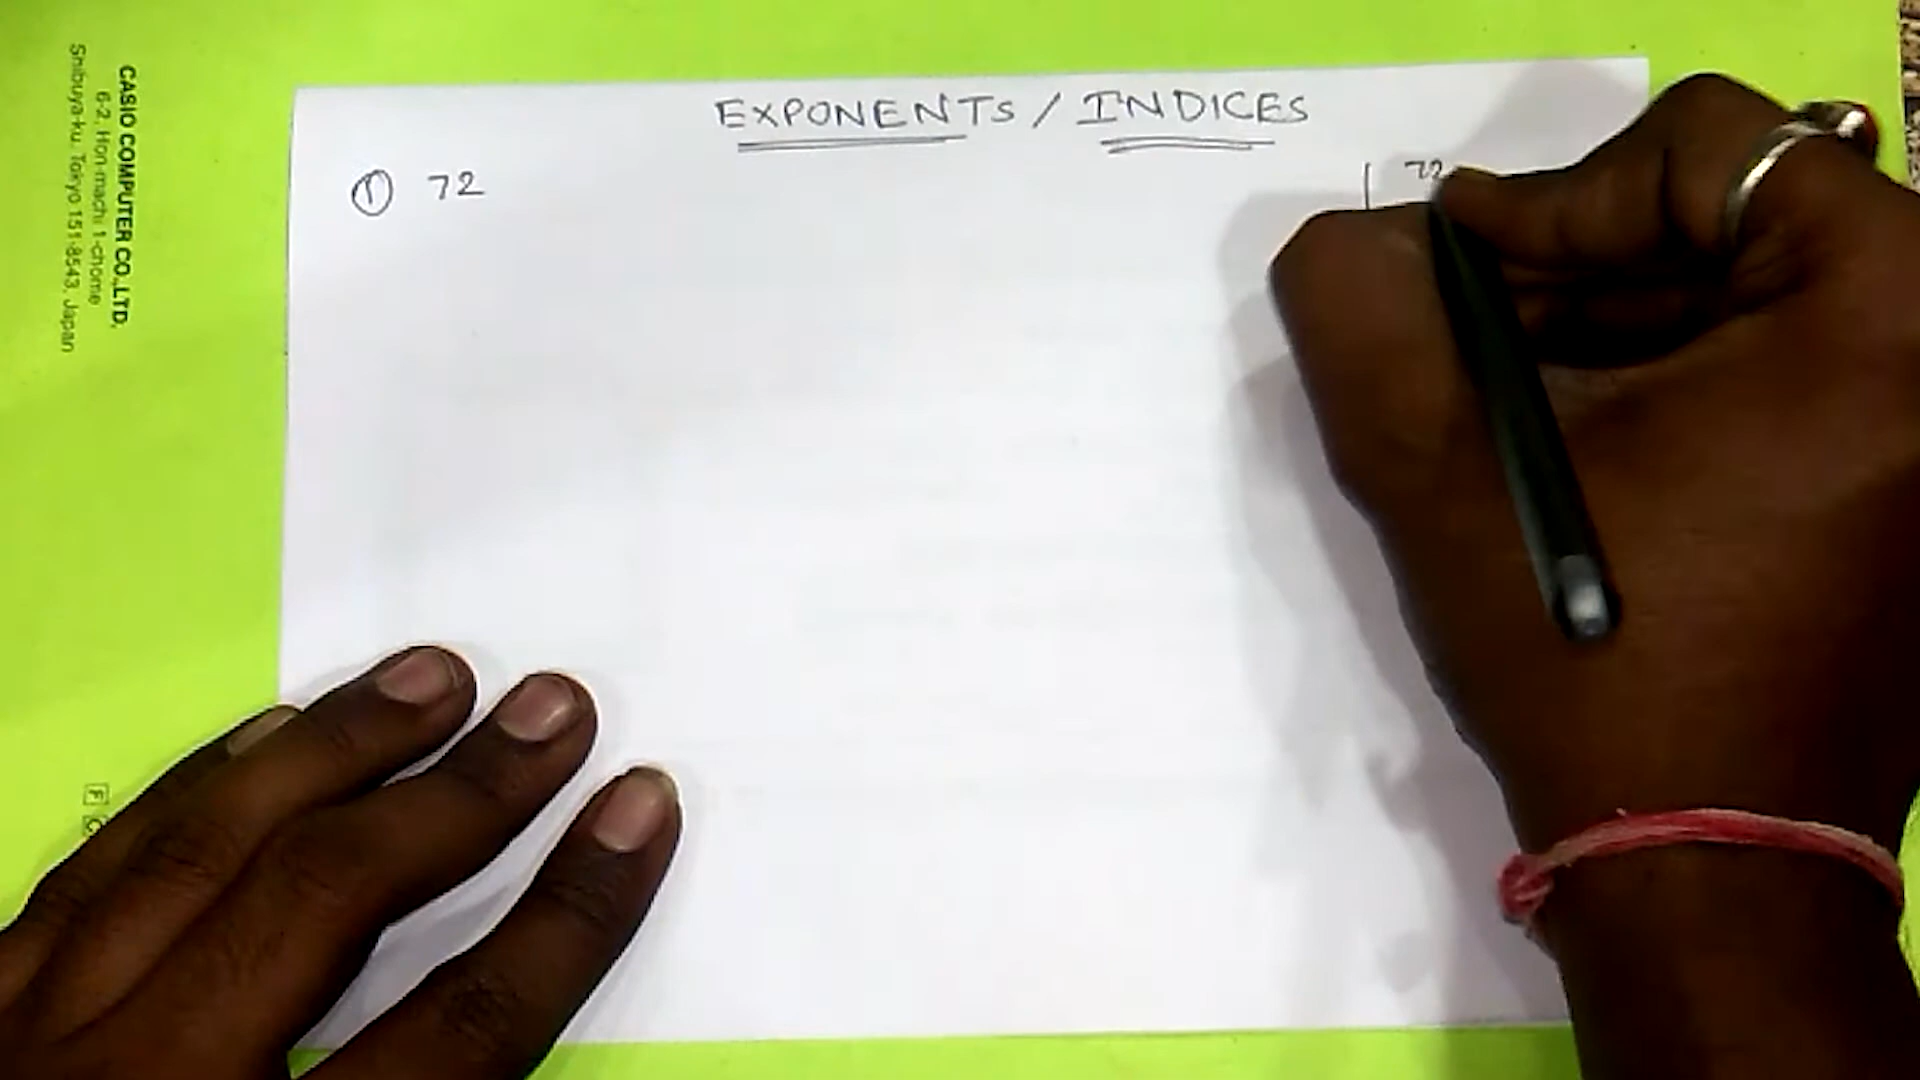 EXPONENTS / INDICES
① 72
72
CASIO COMPUTER CO.,LTD.
6-2, Hon-machi 1-chome
Shibuya-ku, Tokyo 151-8543, Japan
F
C